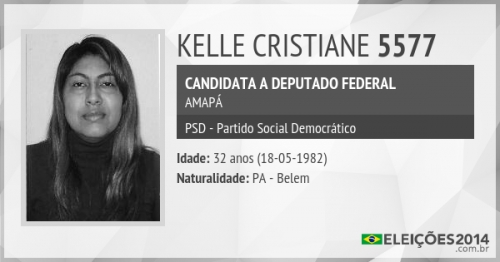 KELLE CRISTIANE 5577
CANDIDATA A DEPUTADO FEDERAL
AMAPÁ
PSD - Partido Social Democrático
Idade: 32 anos (18-05-1982)
Naturalidade: PA - Belem
ELEIÇÕES2014
.com.br